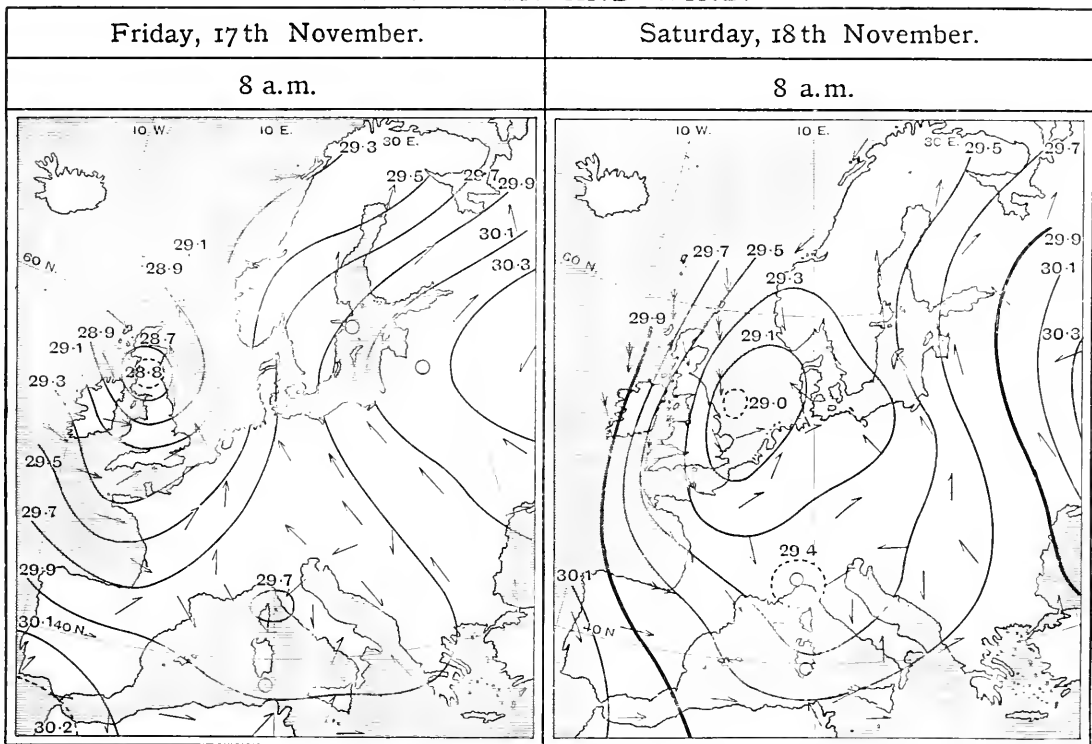 Friday, 17th November.
8 a.m.
10 W.
10 E.
29·3
30 E.
29·5
29·7
29·9
29·1
30·1
60 N.
28·9
30·3
28·9
28·7
29·1
28·8
29·3
29·5
29·7
29·9
29·7
30·1
40 N.
30·2
Saturday, 18th November.
8 a.m.
10 W.
10 E.
30 E.
29·5
29·7
29·7
29·5
29·9
60 N.
29·3
30·1
29·9
29·1
30·3
29·0
29·4
30·1
40 N.